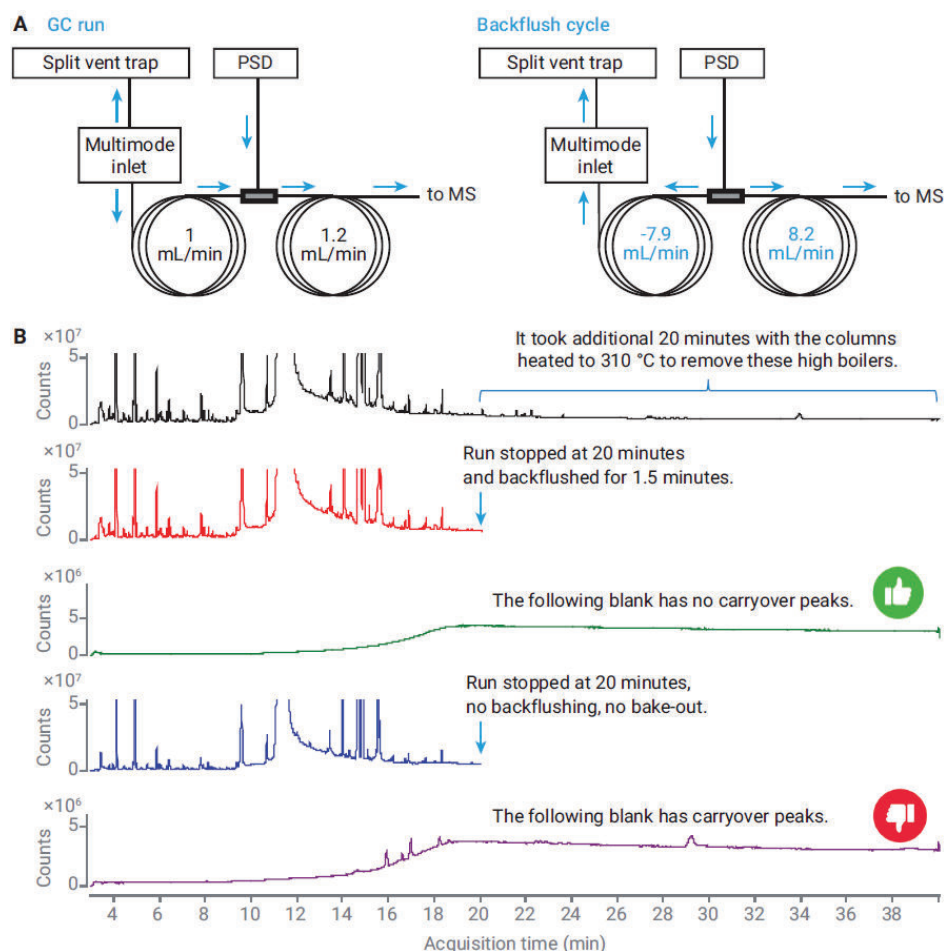 A GC run
Backflush cycle
Split vent trap
PSD
Multimode
inlet
1
mL/min
1.2
mL/min
to MS
Split vent trap
PSD
Multimode
inlet
-7.9
mL/min
8.2
mL/min
to MS
B
×10⁷
5
0
Counts
It took additional 20 minutes with the columns
heated to 310 °C to remove these high boilers.
×10⁷
5
0
Counts
Run stopped at 20 minutes
and backflushed for 1.5 minutes.
×10⁶
5
0
Counts
The following blank has no carryover peaks.
×10⁷
5
0
Counts
Run stopped at 20 minutes,
no backflushing, no bake-out.
×10⁶
5
0
Counts
The following blank has carryover peaks.
4 6 8 10 12 14 16 18 20 22 24 26 28 30 32 34 36 38
Acquisition time (min)